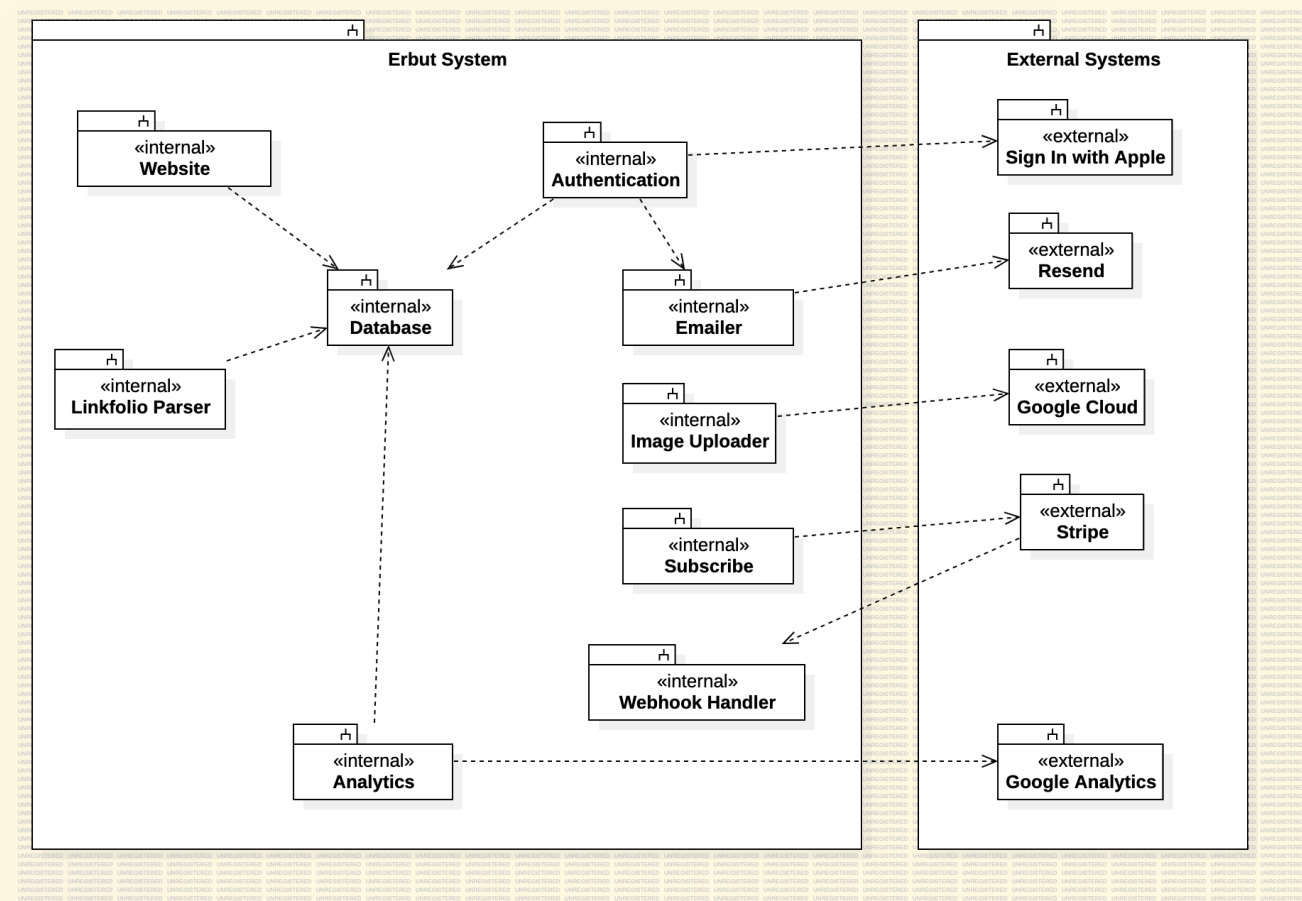 Erbut System
External Systems
«internal»
Website
«internal»
Authentication
«external»
Sign In with Apple
«external»
Resend
«internal»
Database
«internal»
Emailer
«internal»
Linkfolio Parser
«internal»
Image Uploader
«external»
Google Cloud
«internal»
Subscribe
«external»
Stripe
«internal»
Webhook Handler
«internal»
Analytics
«external»
Google Analytics
UNREGISTERED